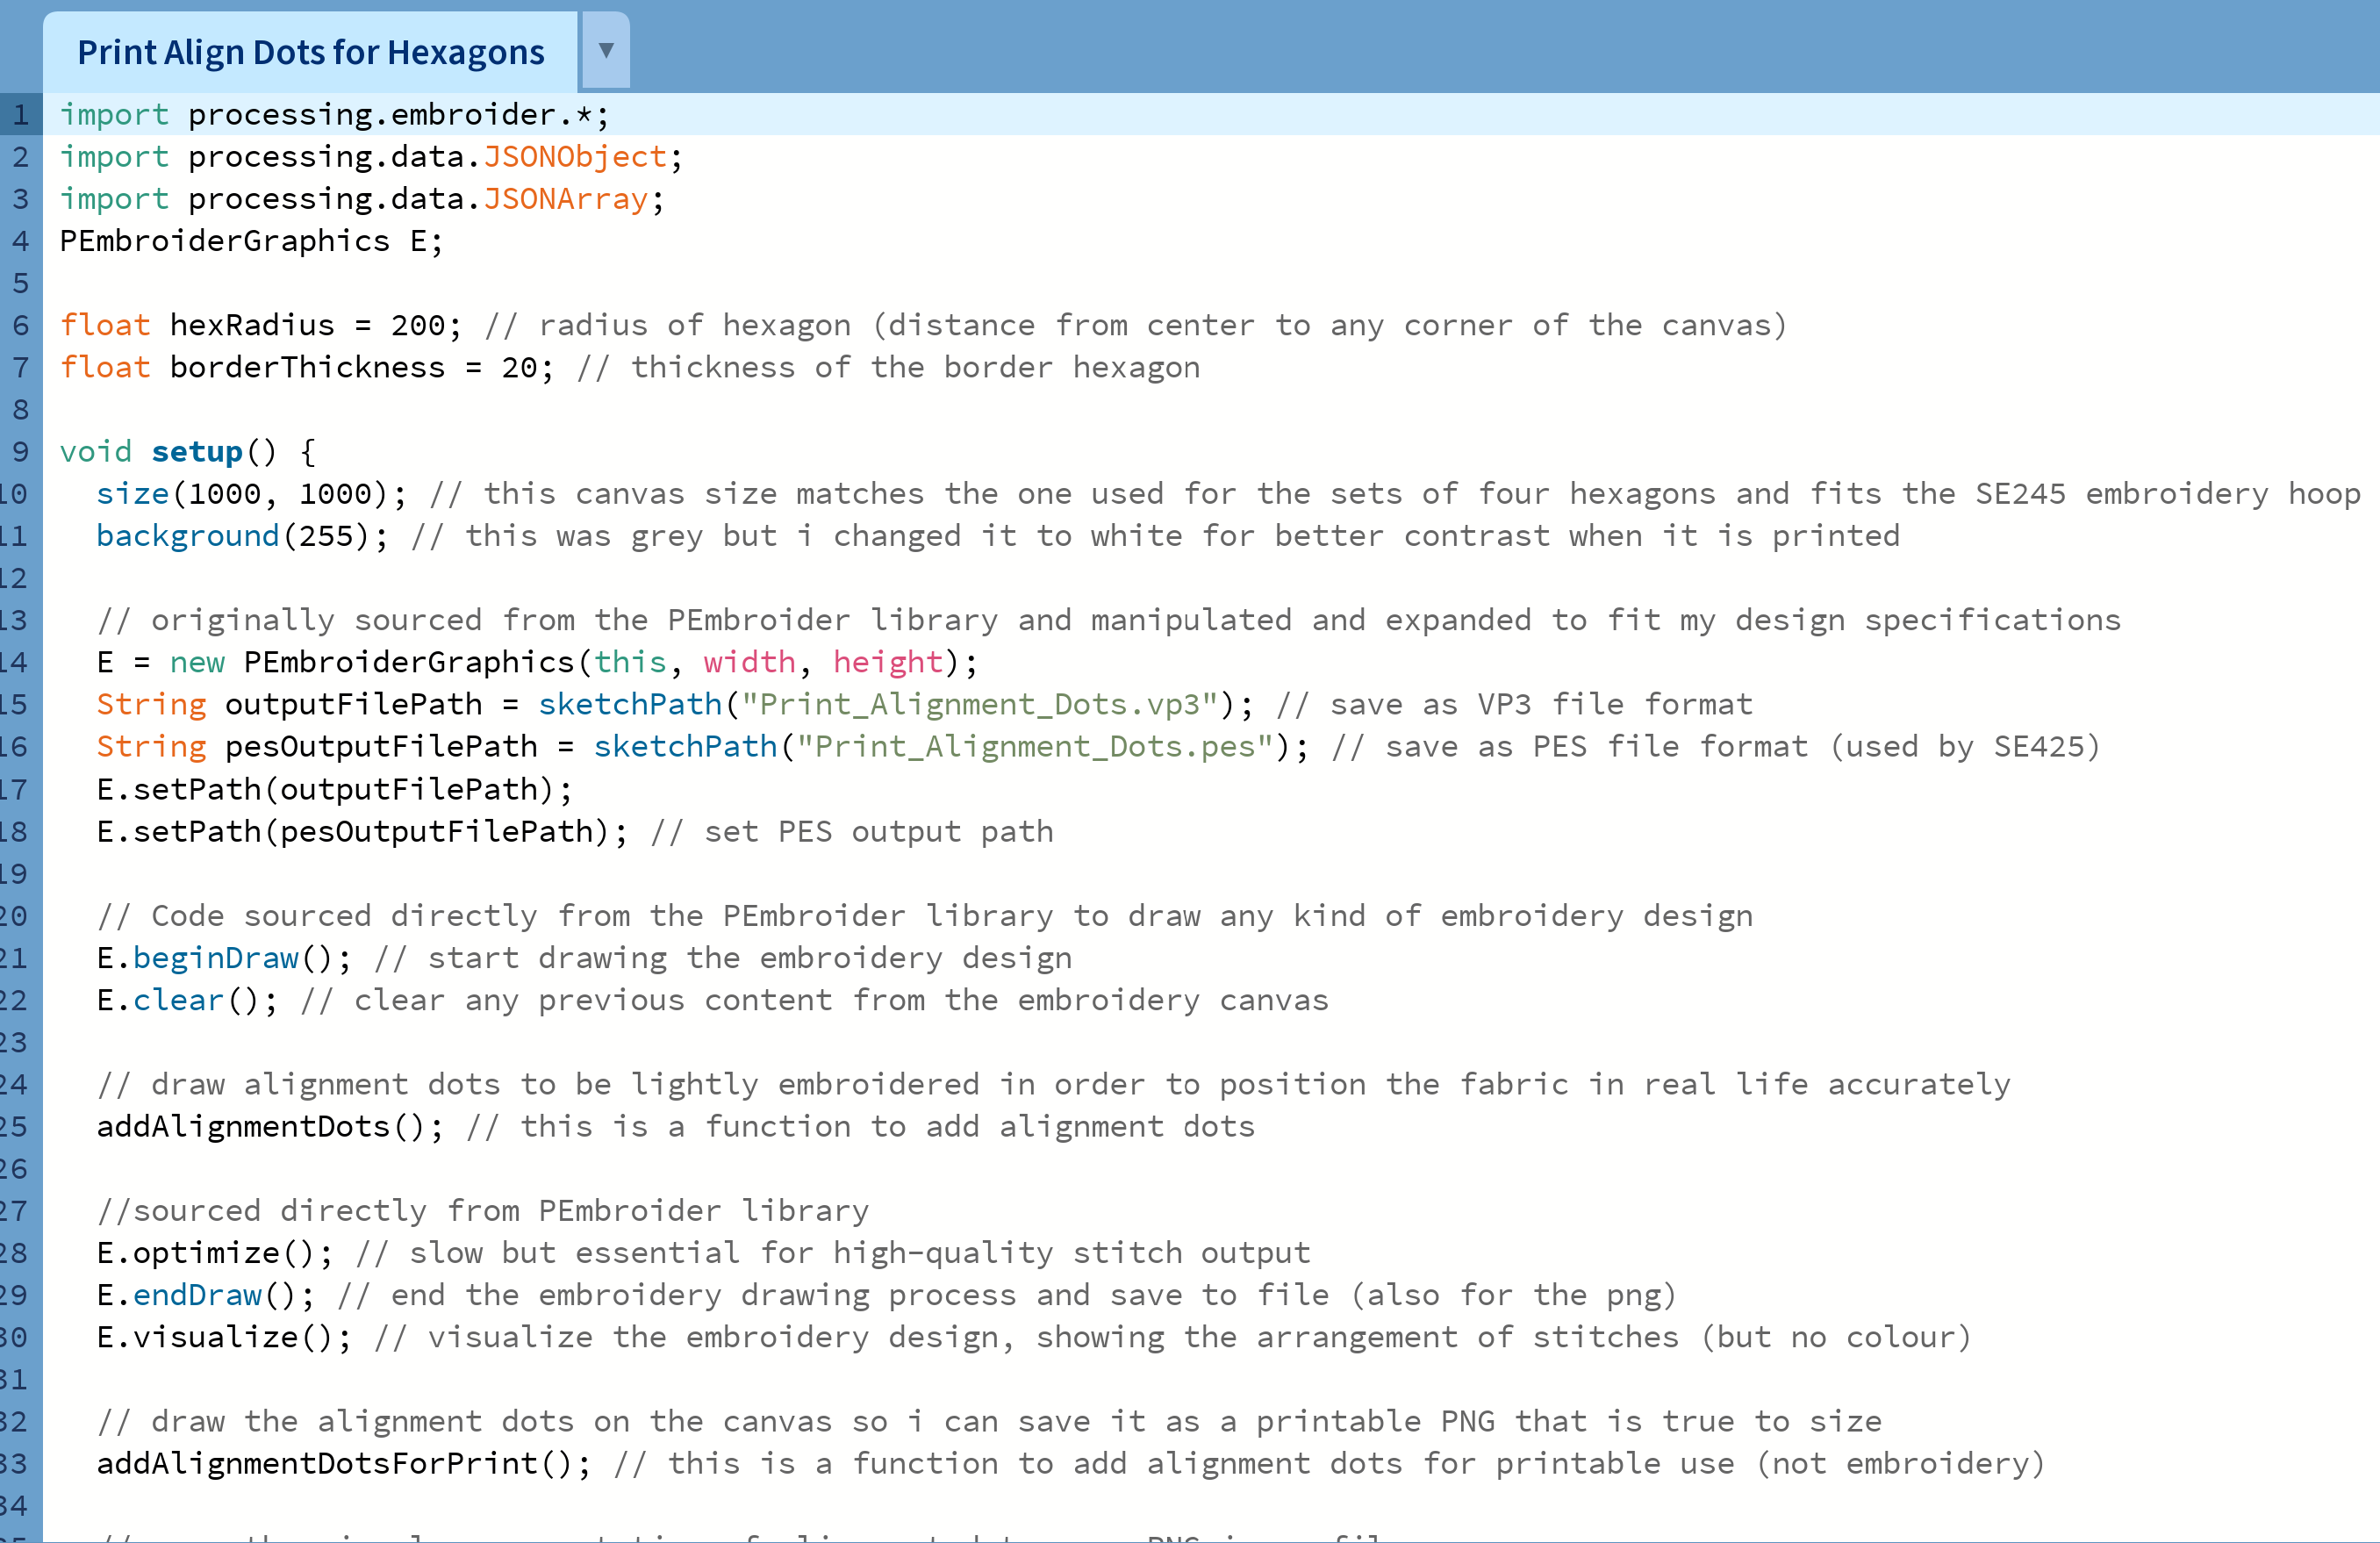 Print Align Dots for Hexagons ▼
1 import processing.embroider.*;
2 import processing.data.JSONObject;
3 import processing.data.JSONArray;
4 PEmbroiderGraphics E;
5
6 float hexRadius = 200; // radius of hexagon (distance from center to any corner of the canvas)
7 float borderThickness = 20; // thickness of the border hexagon
8
9 void setup() {
10 size(1000, 1000); // this canvas size matches the one used for the sets of four hexagons and fits the SE245 embroidery hoop
11 background(255); // this was grey but i changed it to white for better contrast when it is printed
12
13 // originally sourced from the PEmbroider library and manipulated and expanded to fit my design specifications
14 E = new PEmbroiderGraphics(this, width, height);
15 String outputFilePath = sketchPath("Print_Alignment_Dots.vp3"); // save as VP3 file format
16 String pesOutputFilePath = sketchPath("Print_Alignment_Dots.pes"); // save as PES file format (used by SE425)
17 E.setPath(outputFilePath);
18 E.setPath(pesOutputFilePath); // set PES output path
19
20 // Code sourced directly from the PEmbroider library to draw any kind of embroidery design
21 E.beginDraw(); // start drawing the embroidery design
22 E.clear(); // clear any previous content from the embroidery canvas
23
24 // draw alignment dots to be lightly embroidered in order to position the fabric in real life accurately
25 addAlignmentDots(); // this is a function to add alignment dots
26
27 //sourced directly from PEmbroider library
28 E.optimize(); // slow but essential for high-quality stitch output
29 E.endDraw(); // end the embroidery drawing process and save to file (also for the png)
30 E.visualize(); // visualize the embroidery design, showing the arrangement of stitches (but no colour)
31
32 // draw the alignment dots on the canvas so i can save it as a printable PNG that is true to size
33 addAlignmentDotsForPrint(); // this is a function to add alignment dots for printable use (not embroidery)
34